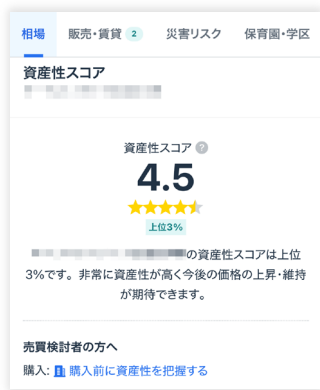 相場 販売・賃貸 2 災害リスク 保育園・学区
資産性スコア
資産性スコア ?
4.5
上位3%
の資産性スコアは上位
3%です。非常に資産性が高く今後の価格の上昇・維持
が期待できます。
売買検討者の方へ
購入: 購入前に資産性を把握する